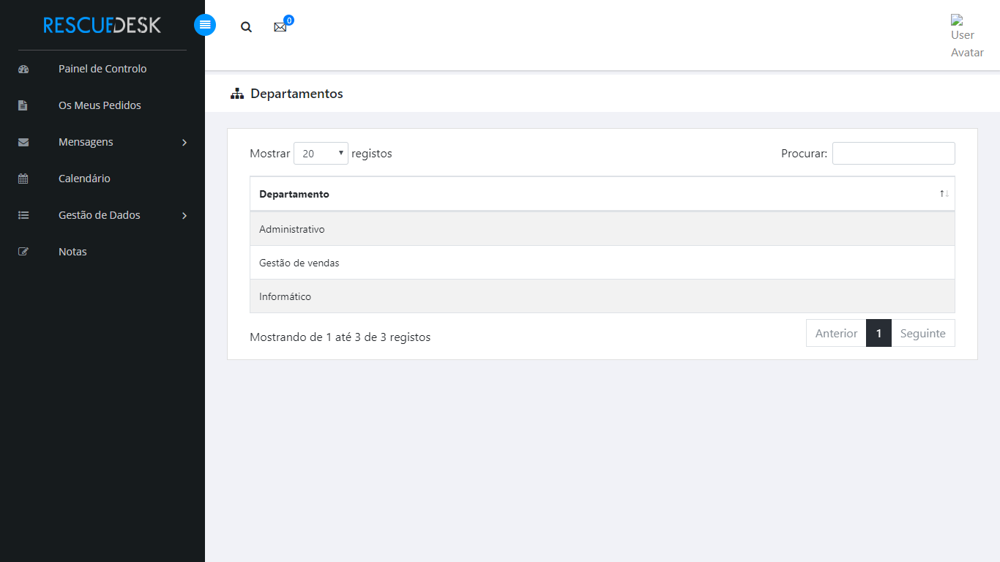 RESCUEDESK
0
User
Avatar
Painel de Controlo
Os Meus Pedidos
Mensagens
Calendário
Gestão de Dados
Notas
Departamentos
Mostrar 20 registos
Procurar:
Departamento
Administrativo
Gestão de vendas
Informático
Mostrando de 1 até 3 de 3 registos
Anterior 1 Seguinte